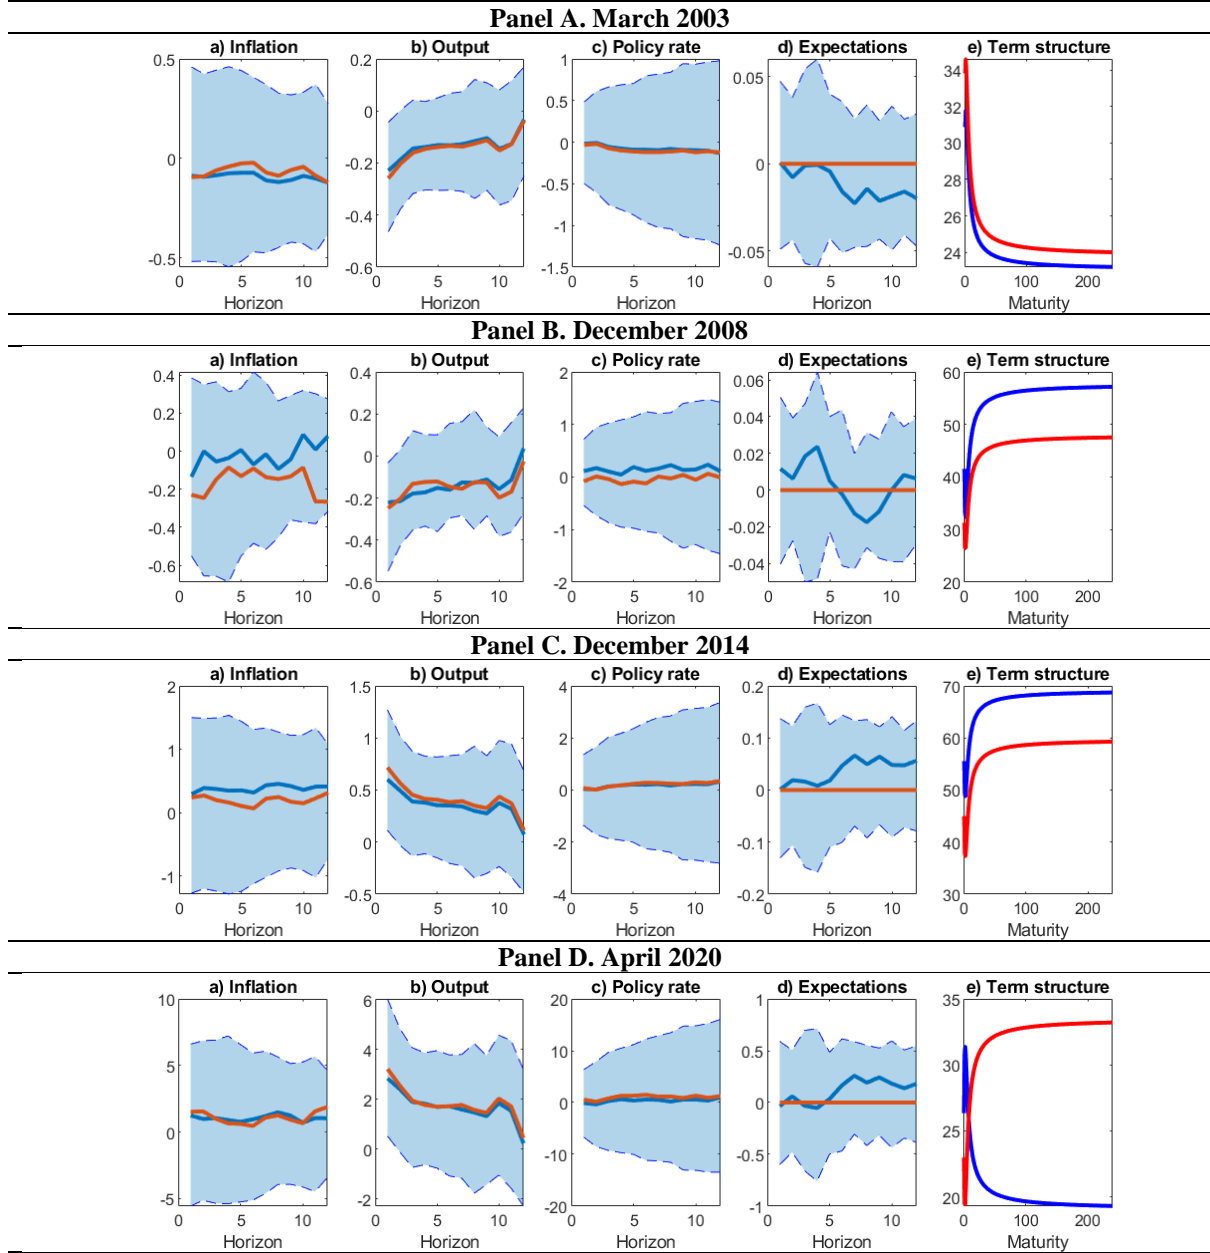 Panel A. March 2003
a) Inflation b) Output c) Policy rate d) Expectations e) Term structure
0.5 0 -0.5 0 5 10 Horizon
0.2 0 -0.2 -0.4 -0.6 0 5 10 Horizon
1 0.5 0 -0.5 -1 -1.5 0 5 10 Horizon
0.05 0 -0.05 0 5 10 Horizon
34 32 30 28 26 24 0 100 200 Maturity
Panel B. December 2008
a) Inflation b) Output c) Policy rate d) Expectations e) Term structure
0.4 0.2 0 -0.2 -0.4 -0.6 0 5 10 Horizon
0.4 0.2 0 -0.2 -0.4 -0.6 0 5 10 Horizon
2 1 0 -1 -2 0 5 10 Horizon
0.06 0.04 0.02 0 -0.02 -0.04 0 5 10 Horizon
60 50 40 30 20 0 100 200 Maturity
Panel C. December 2014
a) Inflation b) Output c) Policy rate d) Expectations e) Term structure
2 1 0 -1 0 5 10 Horizon
1.5 1 0.5 0 -0.5 0 5 10 Horizon
4 2 0 -2 -4 0 5 10 Horizon
0.2 0.1 0 -0.1 -0.2 0 5 10 Horizon
70 60 50 40 30 0 100 200 Maturity
Panel D. April 2020
a) Inflation b) Output c) Policy rate d) Expectations e) Term structure
10 5 0 -5 0 5 10 Horizon
6 4 2 0 -2 0 5 10 Horizon
20 10 0 -10 -20 0 5 10 Horizon
1 0.5 0 -0.5 -1 0 5 10 Horizon
35 30 25 20 0 100 200 Maturity